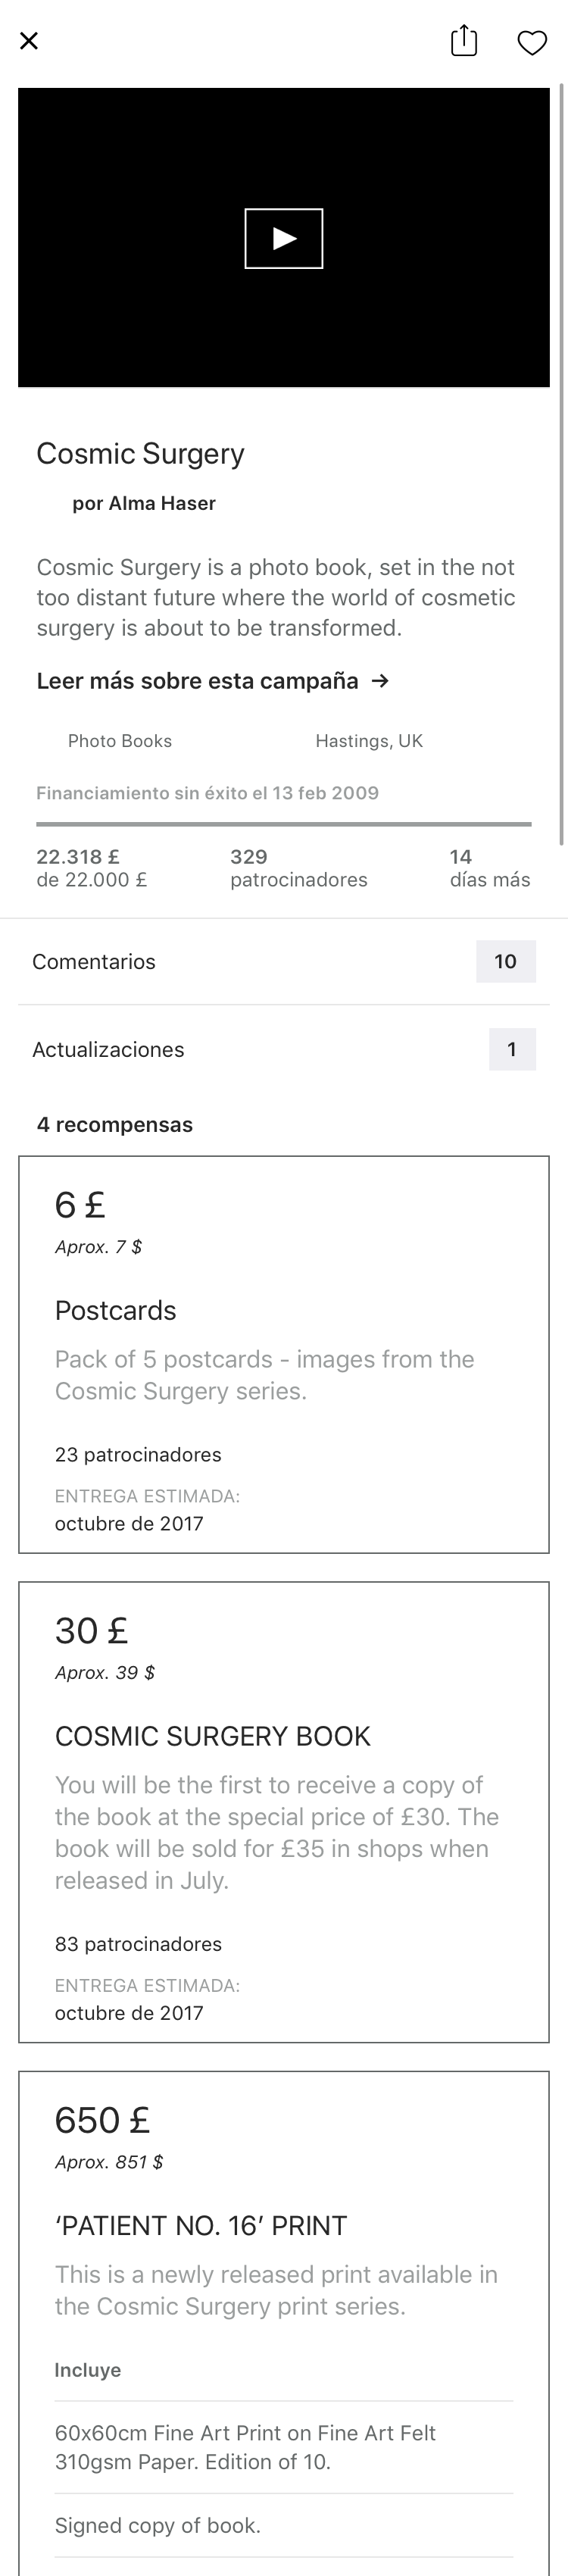 Cosmic Surgery
por Alma Haser
Cosmic Surgery is a photo book, set in the not
too distant future where the world of cosmetic
surgery is about to be transformed.
Leer más sobre esta campaña →
Photo Books
Hastings, UK
Financiamiento sin éxito el 13 feb 2009
22.318 £
de 22.000 £
329
patrocinadores
14
días más
Comentarios
10
Actualizaciones
1
4 recompensas
6 £
Aprox. 7 $
Postcards
Pack of 5 postcards - images from the
Cosmic Surgery series.
23 patrocinadores
ENTREGA ESTIMADA:
octubre de 2017
30 £
Aprox. 39 $
COSMIC SURGERY BOOK
You will be the first to receive a copy of
the book at the special price of £30. The
book will be sold for £35 in shops when
released in July.
83 patrocinadores
ENTREGA ESTIMADA:
octubre de 2017
650 £
Aprox. 851 $
‘PATIENT NO. 16’ PRINT
This is a newly released print available in
the Cosmic Surgery print series.
Incluye
60x60cm Fine Art Print on Fine Art Felt
310gsm Paper. Edition of 10.
Signed copy of book.